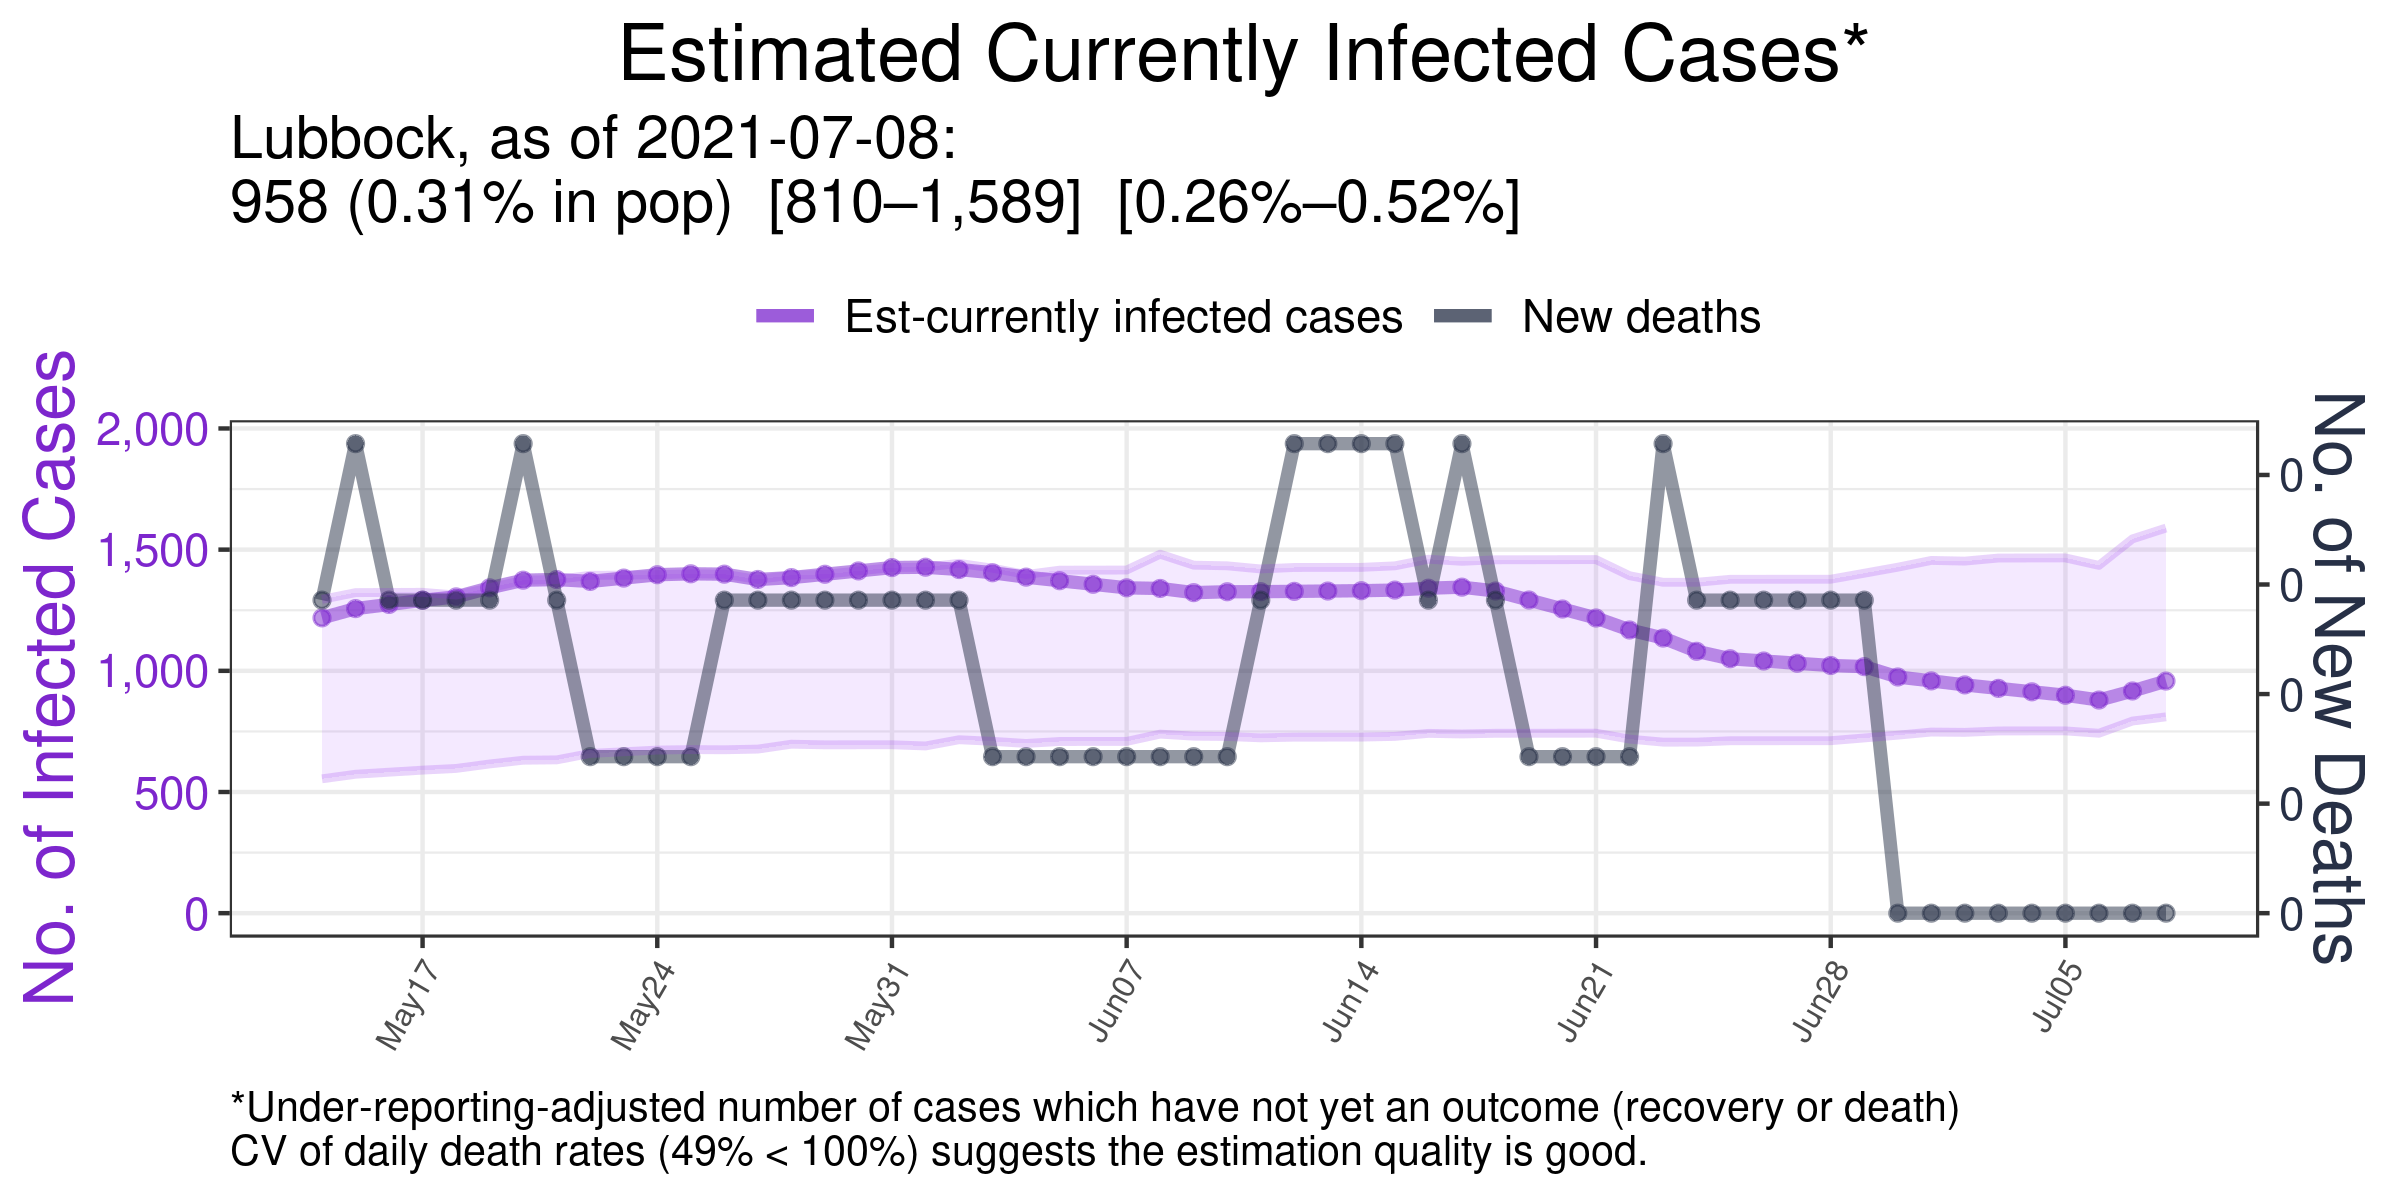 Estimated Currently Infected Cases*
Lubbock, as of 2021-07-08:
958 (0.31% in pop)  [810–1,589]  [0.26%–0.52%]
Est-currently infected cases
New deaths
No. of Infected Cases
2,000
1,500
1,000
500
0
No. of New Deaths
0
0
0
0
0
May17
May24
May31
Jun07
Jun14
Jun21
Jun28
Jul05
*Under-reporting-adjusted number of cases which have not yet an outcome (recovery or death)
CV of daily death rates (49% < 100%) suggests the estimation quality is good.